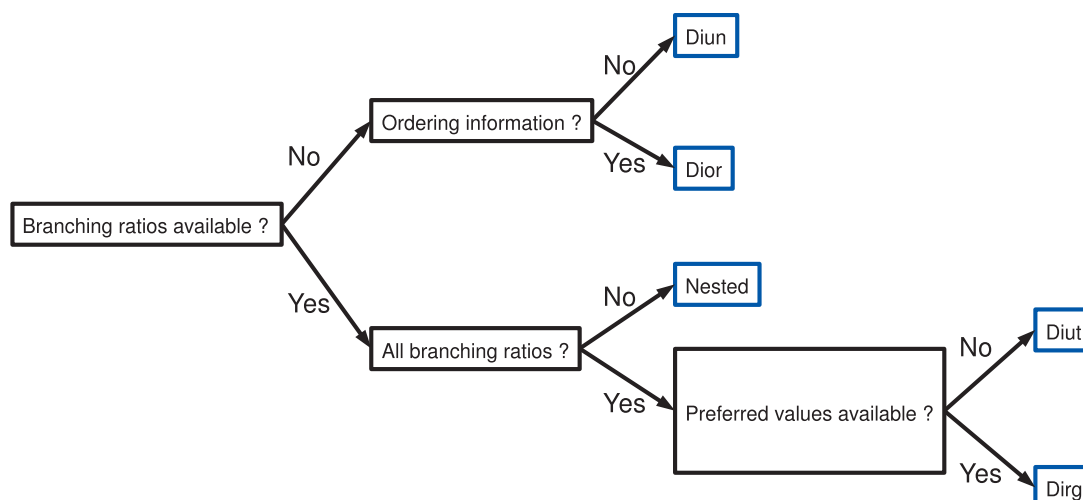 Diun
No
Ordering information ?
No
Yes
Dior
Branching ratios available ?
Yes
No
Nested
All branching ratios ?
Yes
Preferred values available ?
No
Diut
Yes
Dirg